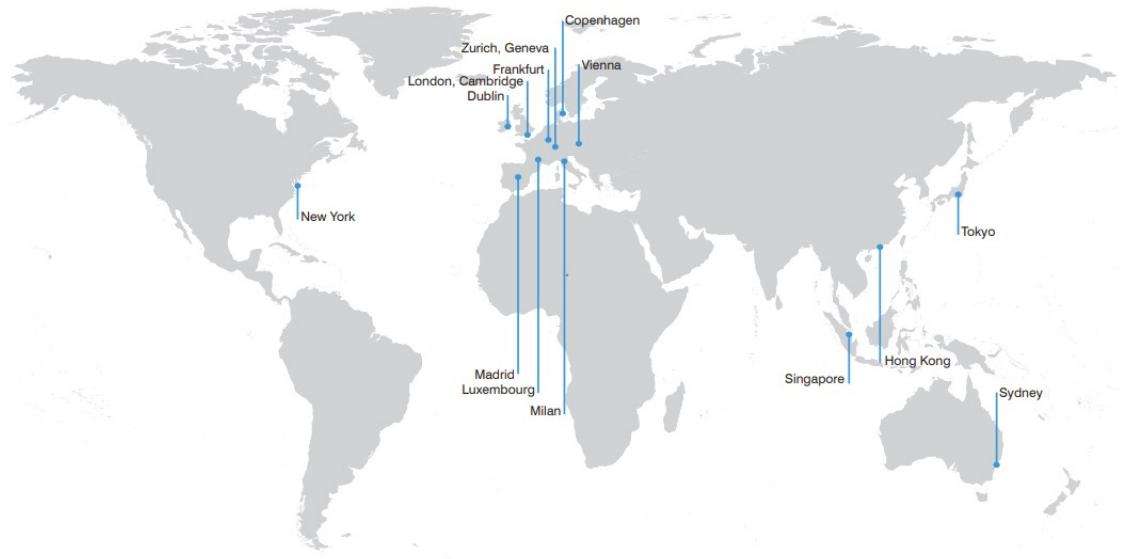 Copenhagen
Zurich, Geneva
Vienna
Frankfurt
London, Cambridge
Dublin
New York
Tokyo
Hong Kong
Madrid
Singapore
Luxembourg
Sydney
Milan